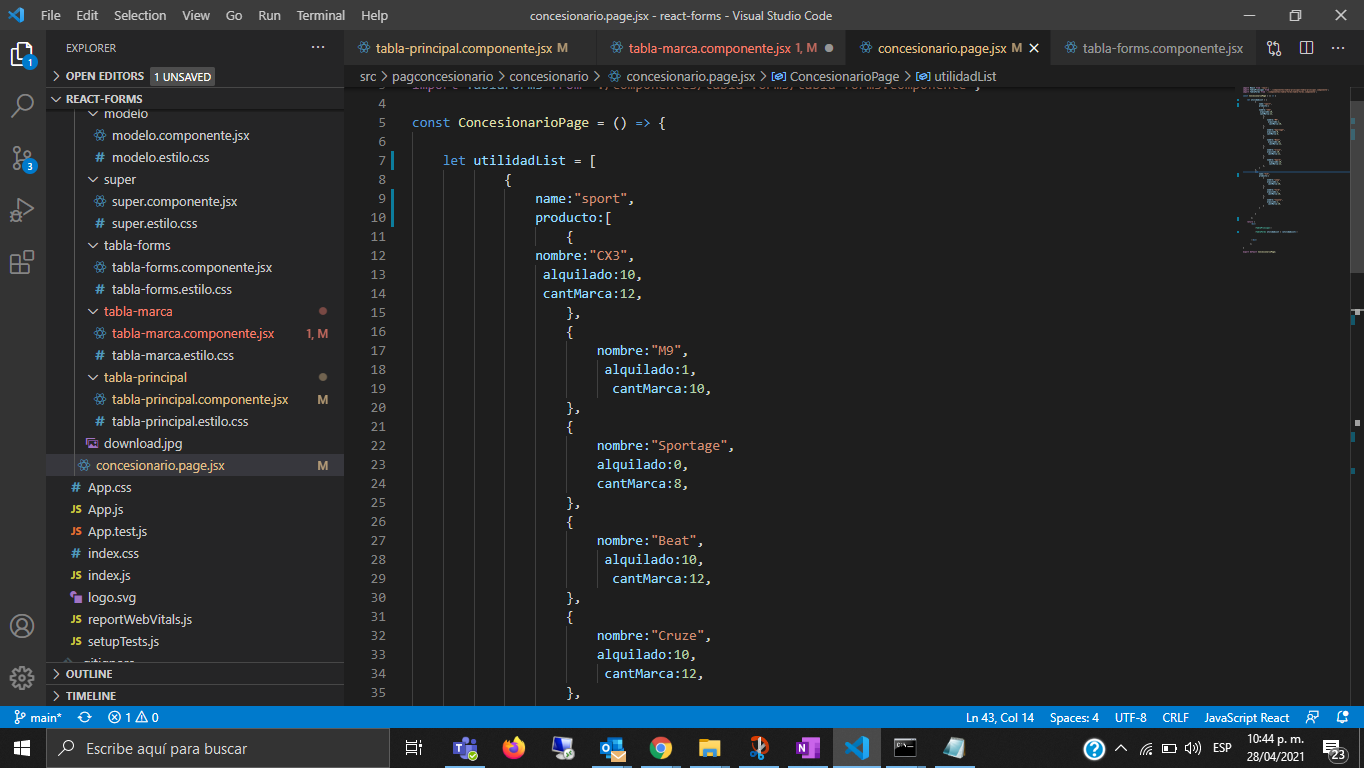 File Edit Selection View Go Run Terminal Help
concesionario.page.jsx - react-forms - Visual Studio Code
EXPLORER
tabla-principal.componente.jsx M
tabla-marca.componente.jsx 1, M
concesionario.page.jsx M
tabla-forms.componente.jsx
OPEN EDITORS 1 UNSAVED
src > pagconcesionario > concesionario > concesionario.page.jsx > ConcesionarioPage > utilidadList
REACT-FORMS
modelo
modelo.componente.jsx
# modelo.estilo.css
super
super.componente.jsx
# super.estilo.css
tabla-forms
tabla-forms.componente.jsx
# tabla-forms.estilo.css
tabla-marca
tabla-marca.componente.jsx 1, M
# tabla-marca.estilo.css
tabla-principal
tabla-principal.componente.jsx M
# tabla-principal.estilo.css
download.jpg
concesionario.page.jsx M
# App.css
JS App.js
JS App.test.js
# index.css
JS index.js
logo.svg
JS reportWebVitals.js
JS setupTests.js
.gitignore
OUTLINE
TIMELINE
1
3
4
5 const ConcesionarioPage = () => {
6
7 let utilidadList = [
8 {
9 name:"sport",
10 producto:[
11 {
12 nombre:"CX3",
13 alquilado:10,
14 cantMarca:12,
15 },
16 {
17 nombre:"M9",
18 alquilado:1,
19 cantMarca:10,
20 },
21 {
22 nombre:"Sportage",
23 alquilado:0,
24 cantMarca:8,
25 },
26 {
27 nombre:"Beat",
28 alquilado:10,
29 cantMarca:12,
30 },
31 {
32 nombre:"Cruze",
33 alquilado:10,
34 cantMarca:12,
35 },
main* 1 0
Ln 43, Col 14 Spaces: 4 UTF-8 CRLF JavaScript React
Escribe aquí para buscar
ESP
10:44 p. m.
28/04/2021
23